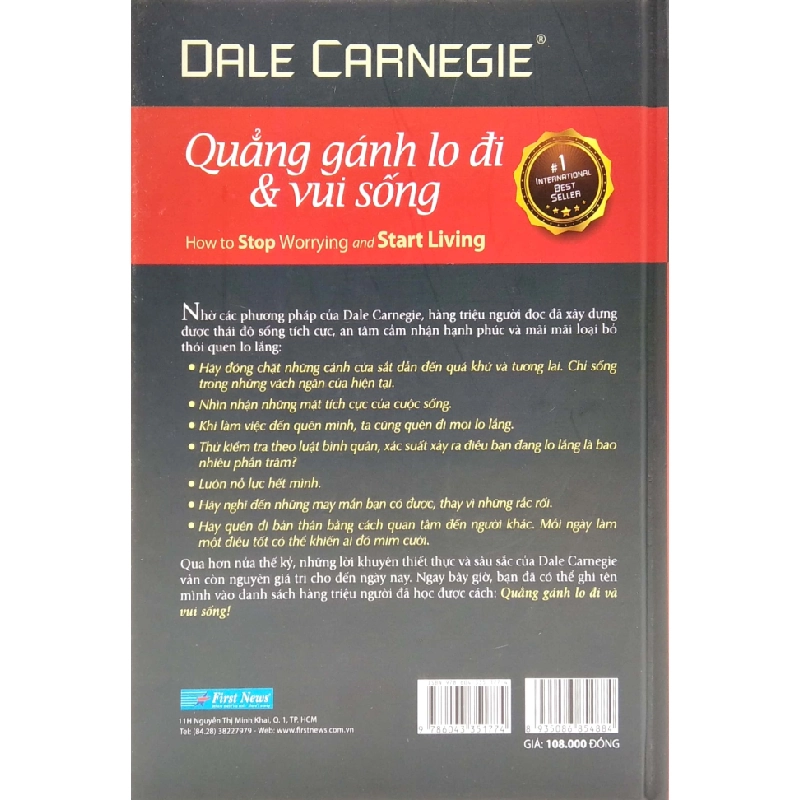 DALE CARNEGIE®
Quẳng gánh lo đi
& vui sống
How to Stop Worrying and Start Living
#1
INTERNATIONAL
BEST
SELLER
Nhờ các phương pháp của Dale Carnegie, hàng triệu người đọc đã xây dựng
được thái độ sống tích cực, an tâm cảm nhận hạnh phúc và mãi mãi loại bỏ
thói quen lo lắng:
• Hãy đóng chặt những cánh cửa sắt dẫn đến quá khứ và tương lai. Chỉ sống
trong những vách ngăn của hiện tại.
• Nhìn nhận những mặt tích cực của cuộc sống.
• Khi làm việc đến quên mình, ta cũng quên đi mọi lo lắng.
• Thử kiểm tra theo luật bình quân, xác suất xảy ra điều bạn đang lo lắng là bao
nhiêu phần trăm?
• Luôn nỗ lực hết mình.
• Hãy nghĩ đến những may mắn bạn có được, thay vì những rắc rối.
• Hãy quên đi bản thân bằng cách quan tâm đến người khác. Mỗi ngày làm
một điều tốt có thể khiến ai đó mỉm cười.
Qua hơn nửa thế kỷ, những lời khuyên thiết thực và sâu sắc của Dale Carnegie
vẫn còn nguyên giá trị cho đến ngày nay. Ngay bây giờ, bạn đã có thể ghi tên
mình vào danh sách hàng triệu người đã học được cách: Quẳng gánh lo đi và
vui sống!
First News
11H Nguyễn Thị Minh Khai, Q. 1, TP. HCM
Tel: (84.28) 38227979 - Web: www.firstnews.com.vn
9 786043 351774
8 935086 854884
GIÁ: 108.000 ĐỒNG